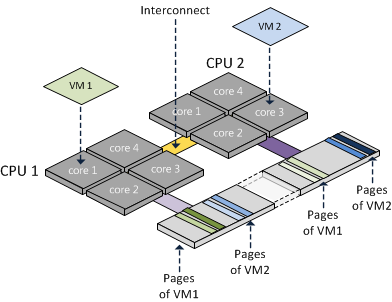 Interconnect
VM 2
CPU 2
VM 1
core 4
core 1
core 3
core 2
core 4
CPU 1
core 1
core 3
core 2
Pages
of VM2
Pages
of VM1
Pages
of VM2
Pages
of VM1